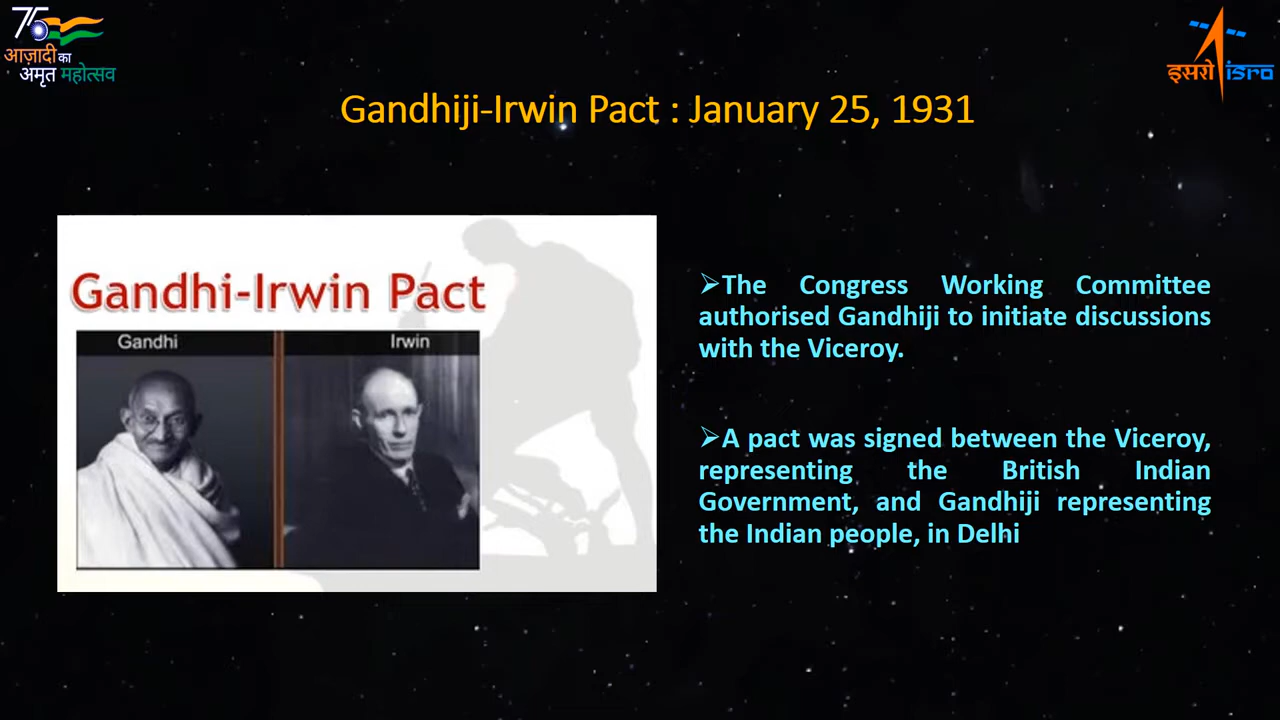 75
आज़ादी का
अमृत महोत्सव
इसरो isro
Gandhiji-Irwin Pact : January 25, 1931
Gandhi-Irwin Pact
Gandhi Irwin
➢The Congress Working Committee
authorised Gandhiji to initiate discussions
with the Viceroy.
➢A pact was signed between the Viceroy,
representing the British Indian
Government, and Gandhiji representing
the Indian people, in Delhi